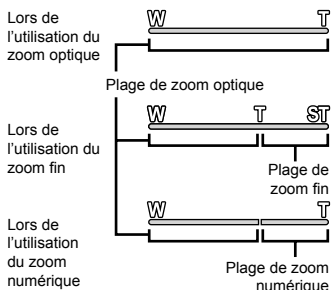 Lors de
l'utilisation du
zoom optique
W T
Plage de zoom optique
Lors de
l'utilisation du
zoom fin
W T ST
Plage de
zoom fin
Lors de
l'utilisation
du zoom
numérique
W T
Plage de zoom
numérique